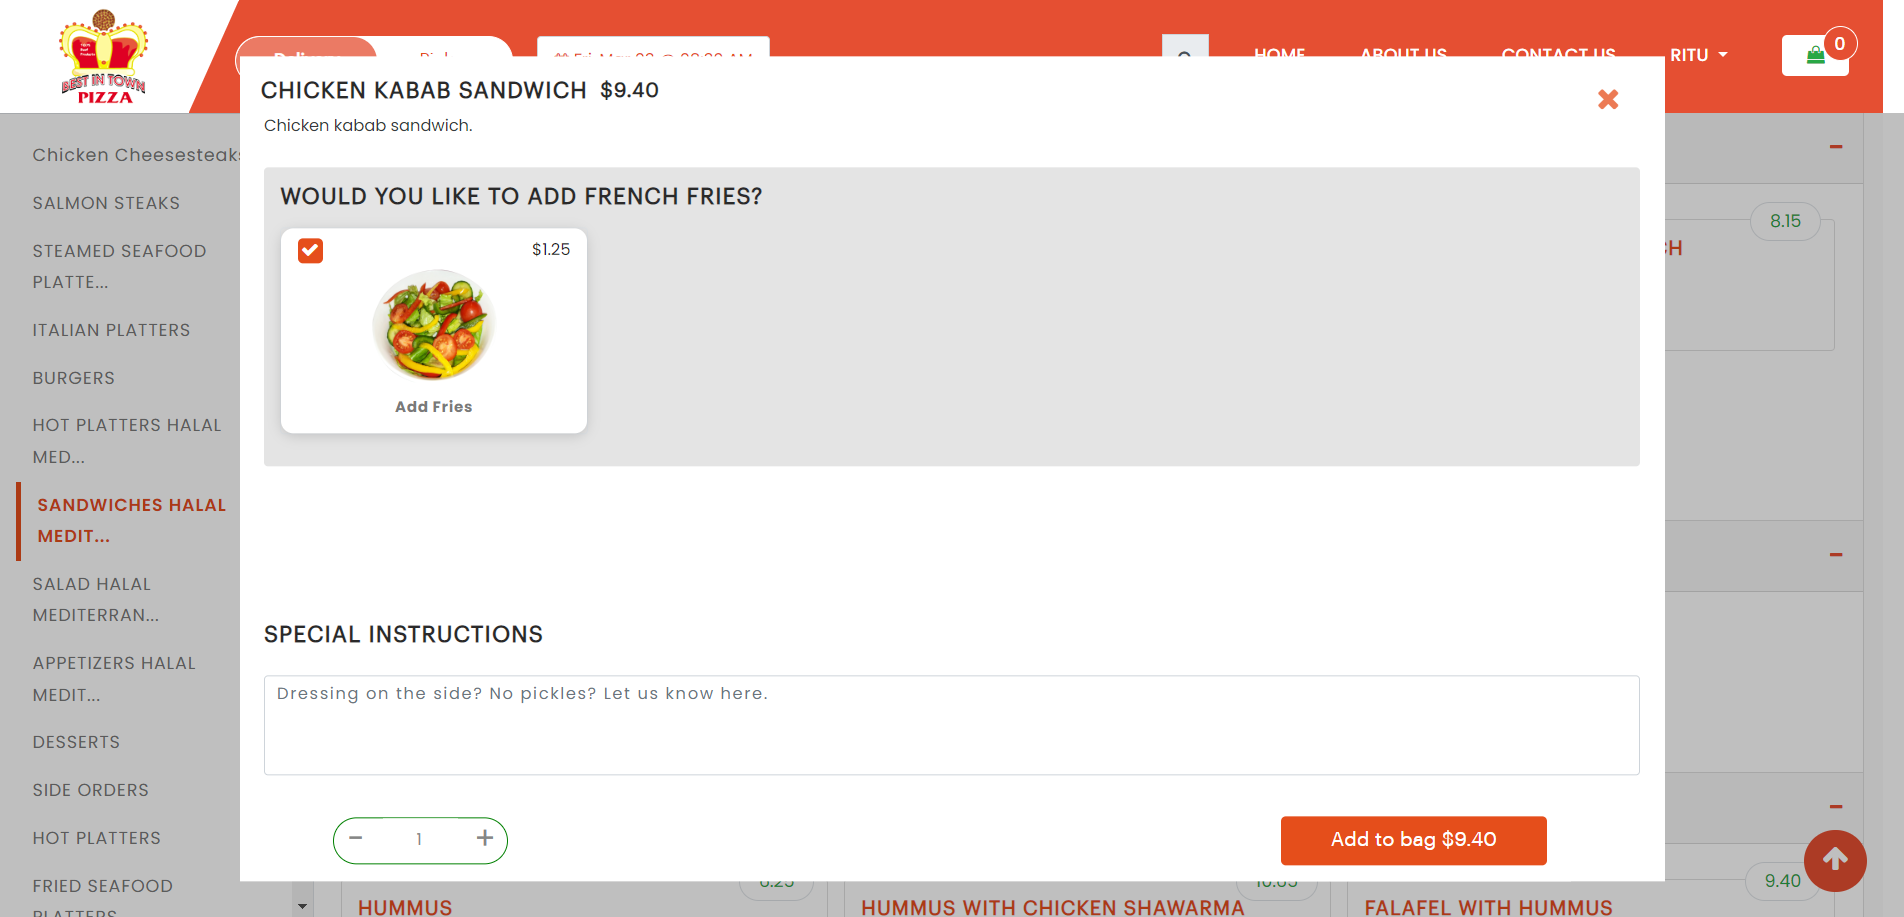 BEST IN TOWN
PIZZA
HOME
ABOUT US
CONTACT US
RITU
0
CHICKEN KABAB SANDWICH $9.40
Chicken kabab sandwich.
WOULD YOU LIKE TO ADD FRENCH FRIES?
$1.25
Add Fries
SPECIAL INSTRUCTIONS
Dressing on the side? No pickles? Let us know here.
1
Add to bag $9.40
Chicken Cheesesteaks
SALMON STEAKS
STEAMED SEAFOOD
PLATTE...
ITALIAN PLATTERS
BURGERS
HOT PLATTERS HALAL
MED...
SANDWICHES HALAL
MEDIT...
SALAD HALAL
MEDITERRAN...
APPETIZERS HALAL
MEDIT...
DESSERTS
SIDE ORDERS
HOT PLATTERS
FRIED SEAFOOD
PLATTERS
8.15
CH
9.40
HUMMUS
HUMMUS WITH CHICKEN SHAWARMA
FALAFEL WITH HUMMUS